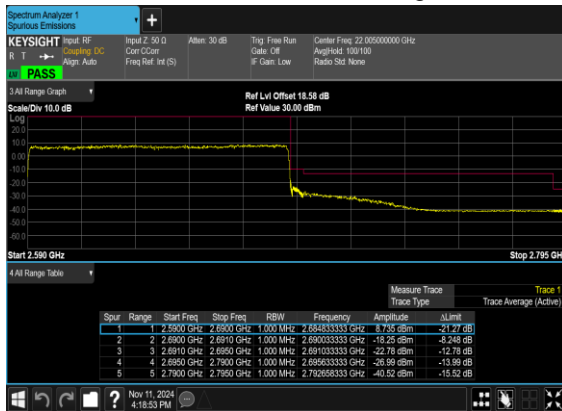 Spectrum Analyzer 1
Spurious Emissions
KEYSIGHT Input: RF Input Z: 50 Ω Atten: 30 dB Trig: Free Run Center Freq: 22.005000000 GHz
R T Coupling: DC Corr CCorr Gate: Off Avg|Hold: 100/100
Align: Auto Freq Ref: Int (S) IF Gain: Low Radio Std: None
PASS
3 All Range Graph
Ref Lvl Offset 18.58 dB
Scale/Div 10.0 dB Ref Value 30.00 dBm
Log
20.0
10.0
0.00
-10.0
-20.0
-30.0
-40.0
-50.0
-60.0
Start 2.590 GHz Stop 2.795 GH
4 All Range Table
Measure Trace Trace 1
Trace Type Trace Average (Active)
Spur Range Start Freq Stop Freq RBW Frequency Amplitude ΔLimit
1 1 2.5900 GHz 2.6900 GHz 1.000 MHz 2.684833333 GHz 8.735 dBm -21.27 dB
2 2 2.6900 GHz 2.6910 GHz 1.000 MHz 2.690033333 GHz -18.25 dBm -8.248 dB
3 3 2.6910 GHz 2.6950 GHz 1.000 MHz 2.691033333 GHz -22.78 dBm -12.78 dB
4 4 2.6950 GHz 2.7900 GHz 1.000 MHz 2.695633333 GHz -26.99 dBm -13.99 dB
5 5 2.7900 GHz 2.7950 GHz 1.000 MHz 2.792658333 GHz -40.52 dBm -15.52 dB
Nov 11, 2024
4:18:53 PM